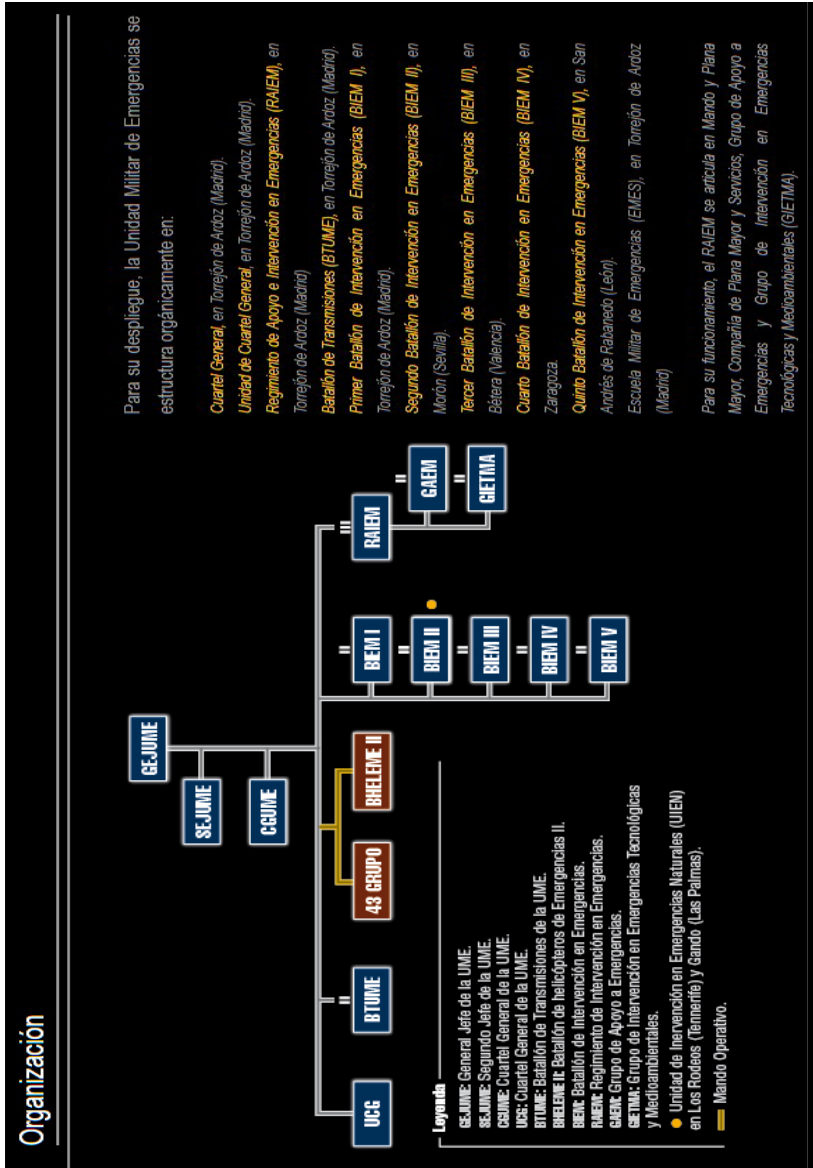 Organización
Para su despliegue, la Unidad Militar de Emergencias se
estructura orgánicamente en:
Cuartel General, en Torrejón de Ardoz (Madrid).
Unidad de Cuartel General, en Torrejón de Ardoz (Madrid).
Regimiento de Apoyo e Intervención en Emergencias (RAIEM), en
Torrejón de Ardoz (Madrid)
Batallón de Transmisiones (BTUME), en Torrejón de Ardoz (Madrid).
Primer Batallón de Intervención en Emergencias (BIEM I), en
Torrejón de Ardoz (Madrid).
Segundo Batallón de Intervención en Emergencias (BIEM II), en
Morón (Sevilla).
Tercer Batallón de Intervención en Emergencias (BIEM III), en
Bétera (Valencia).
Cuarto Batallón de Intervención en Emergencias (BIEM IV), en
Zaragoza.
Quinto Batallón de Intervención en Emergencias (BIEM V), en San
Andrés de Rabanedo (León).
Escuela Militar de Emergencias (EMES), en Torrejón de Ardoz
(Madrid)
Para su funcionamiento, el RAIEM se articula en Mando y Plana
Mayor, Compañía de Plana Mayor y Servicios, Grupo de Apoyo a
Emergencias y Grupo de Intervención en Emergencias
Tecnológicas y Medioambientales (GIETMA).
GEJUME
SEJUME
CGUME
UCG
BTUME
43 GRUPO
BHELEME II
BIEM I
BIEM II
BIEM III
BIEM IV
BIEM V
RAIEM
GAEM
GIETMA
Leyenda
GEJUME: General Jefe de la UME.
SEJUME: Segundo Jefe de la UME.
CGUME: Cuartel General de la UME.
UCG: Cuartel General de la UME.
BTUME: Batallón de Transmisiones de la UME.
BHELEME II: Batallón de helicópteros de Emergencias II.
BIEM: Batallón de Intervención en Emergencias.
RAIEM: Regimiento de Intervención en Emergencias.
GAEM: Grupo de Apoyo a Emergencias.
GIETMA: Grupo de Intervención en Emergencias Tecnológicas
y Medioambientales.
Unidad de Inervención en Emergencias Naturales (UIEN)
en Los Rodeos (Tennerife) y Gando (Las Palmas).
Mando Operativo.